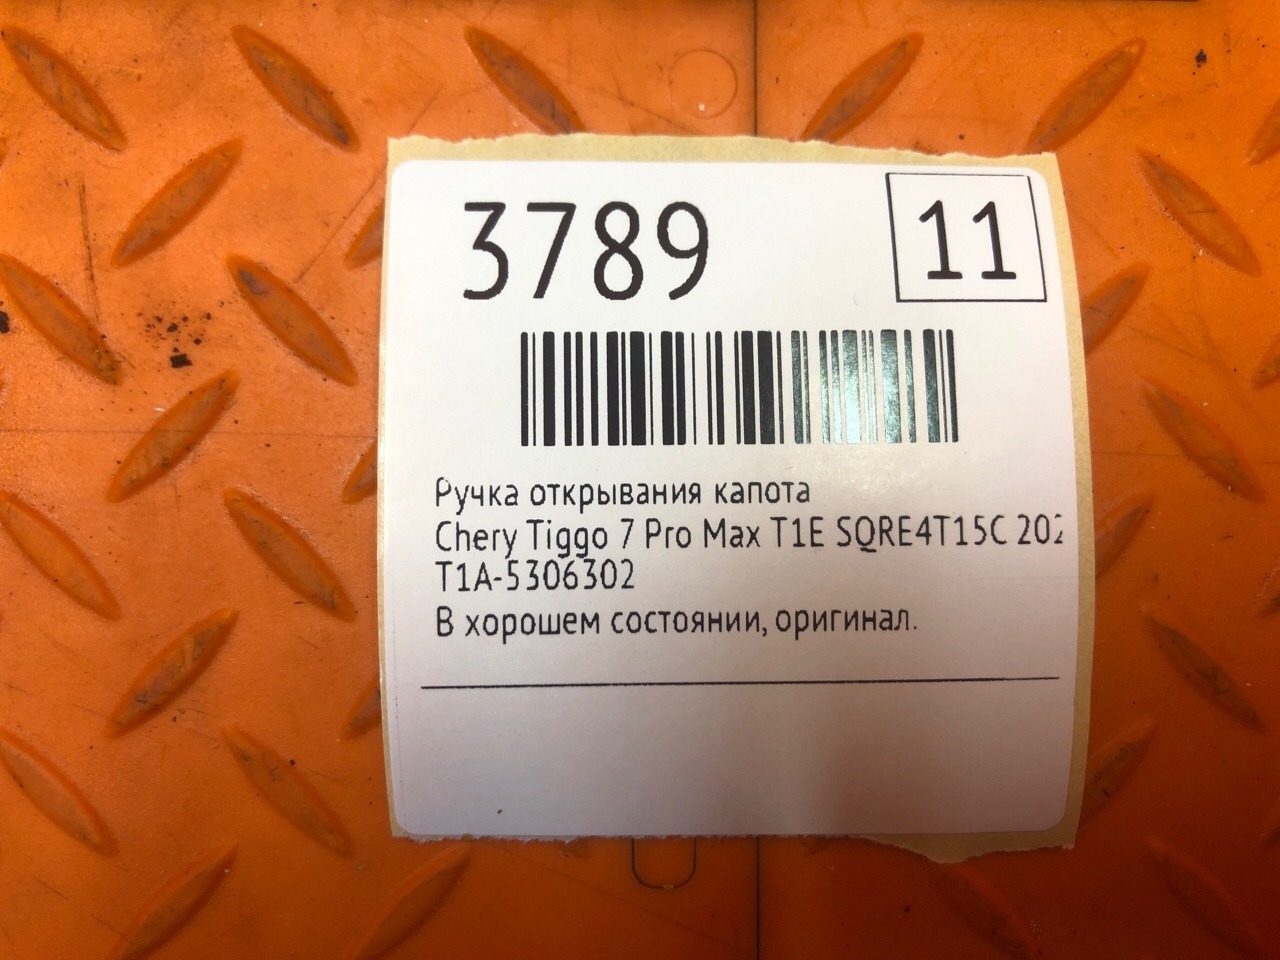 3789
11
Ручка открывания капота
Chery Tiggo 7 Pro Max T1E SQRE4T15C 202
T1A-5306302
В хорошем состоянии, оригинал.